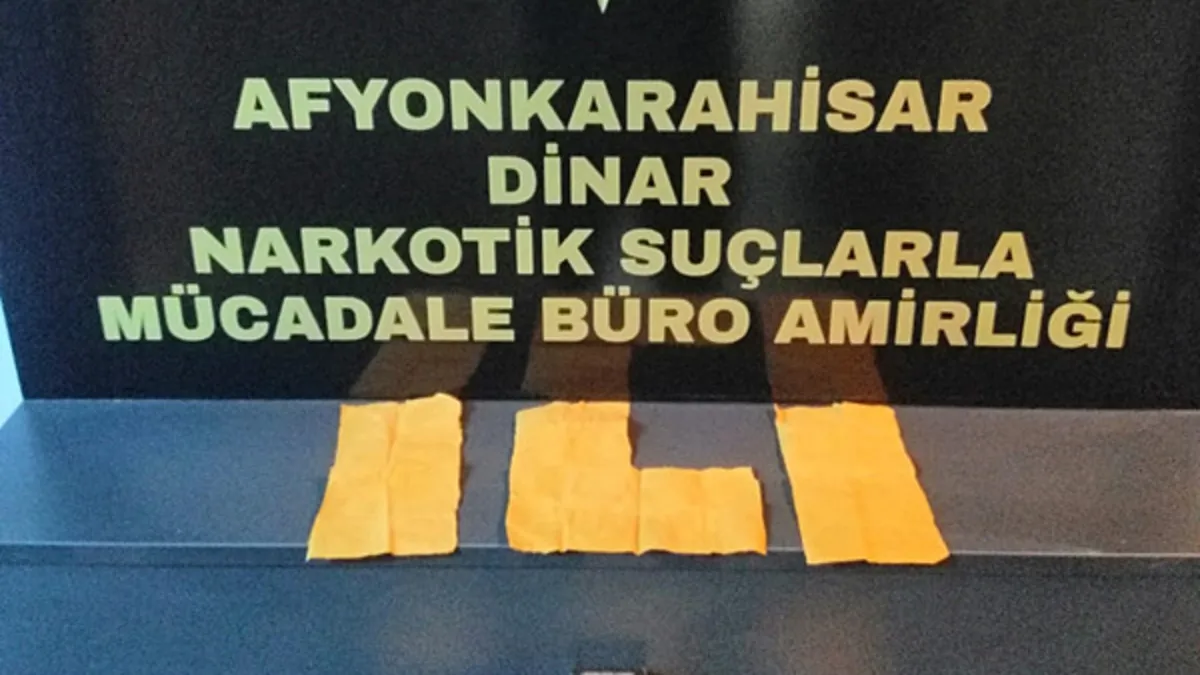 AFYONKARAHİSAR
DİNAR
NARKOTİK SUÇLARLA
MÜCADALE BÜRO AMİRLİĞİ